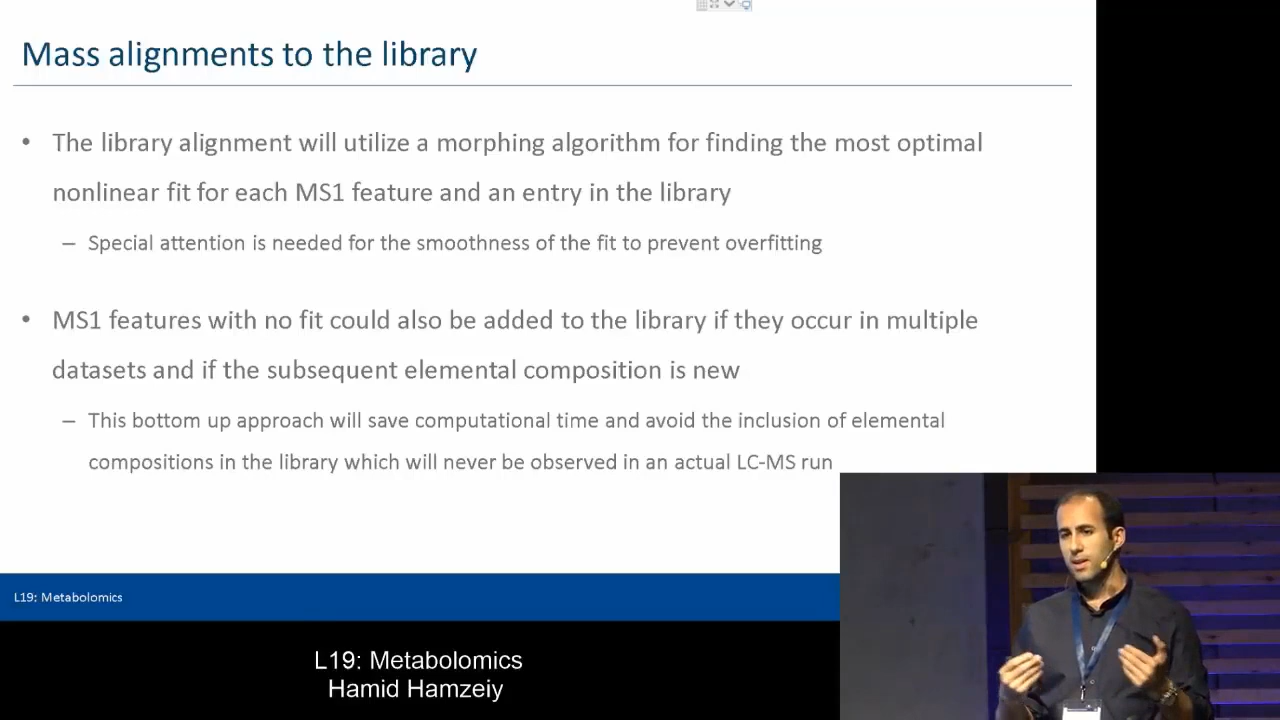 Mass alignments to the library
• The library alignment will utilize a morphing algorithm for finding the most optimal
nonlinear fit for each MS1 feature and an entry in the library
– Special attention is needed for the smoothness of the fit to prevent overfitting
• MS1 features with no fit could also be added to the library if they occur in multiple
datasets and if the subsequent elemental composition is new
– This bottom up approach will save computational time and avoid the inclusion of elemental
compositions in the library which will never be observed in an actual LC-MS run
L19: Metabolomics
L19: Metabolomics
Hamid Hamzeiy